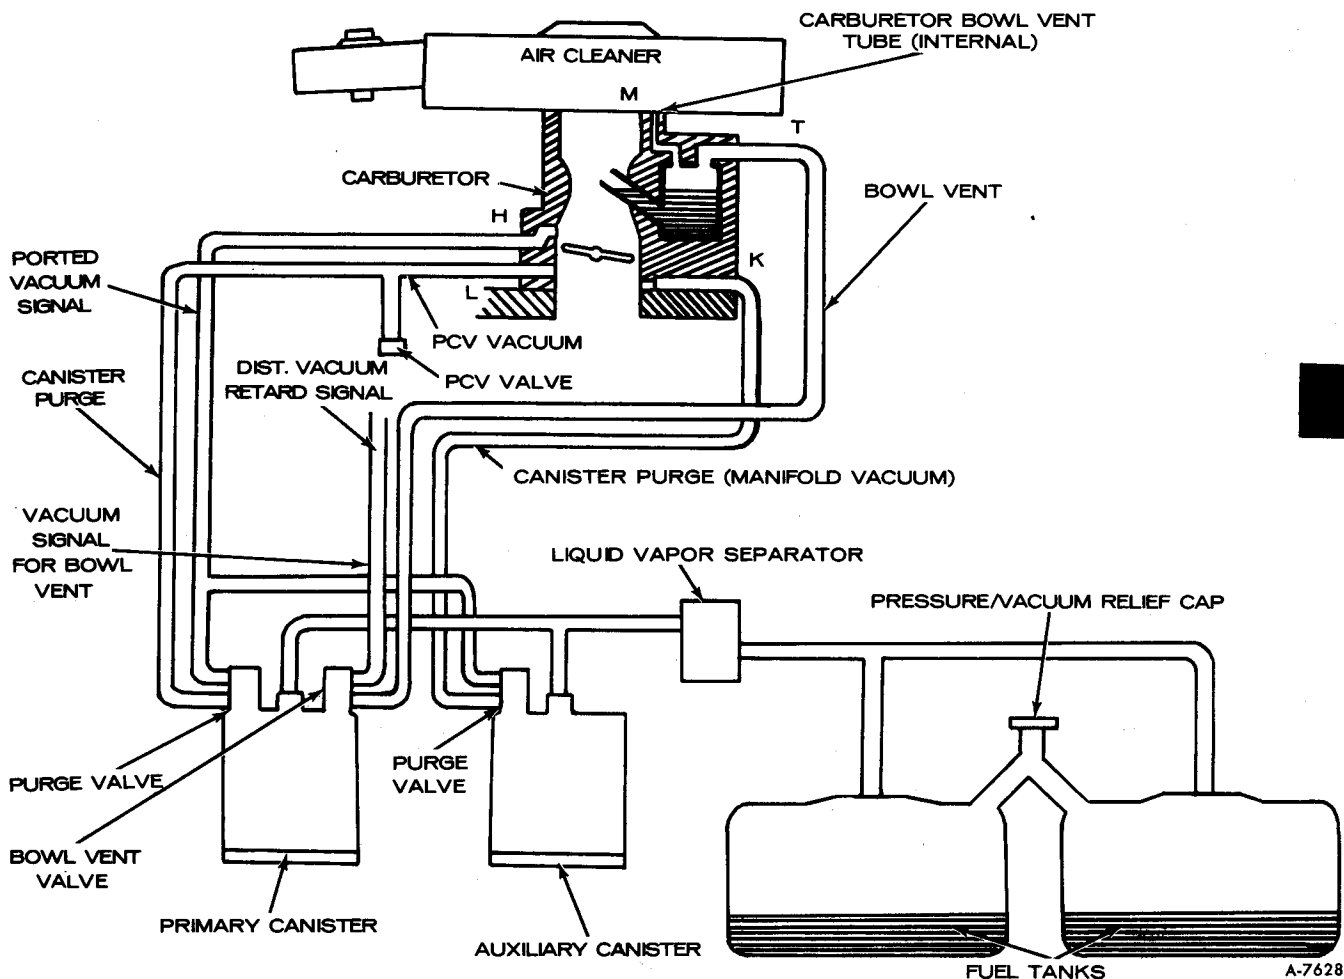 CARBURETOR BOWL VENT
TUBE (INTERNAL)
AIR CLEANER
M
T
CARBURETOR
BOWL VENT
H
K
PORTED
VACUUM
SIGNAL
L
PCV VACUUM
DIST. VACUUM
RETARD SIGNAL
PCV VALVE
CANISTER
PURGE
CANISTER PURGE (MANIFOLD VACUUM)
VACUUM
SIGNAL
FOR BOWL
VENT
LIQUID VAPOR SEPARATOR
PRESSURE/VACUUM RELIEF CAP
PURGE VALVE
PURGE
VALVE
BOWL VENT
VALVE
PRIMARY CANISTER
AUXILIARY CANISTER
FUEL TANKS
A-7628